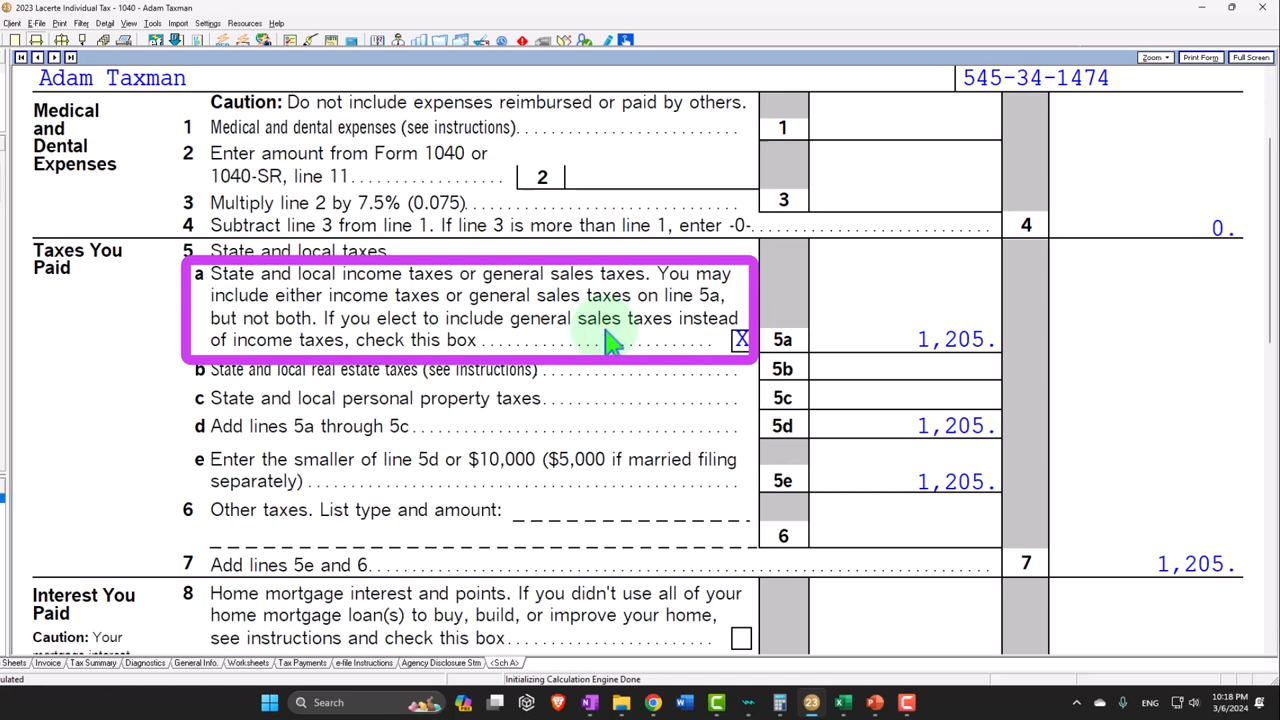 2023 Lacerte Individual Tax - 1040 - Adam Taxman
Client E-File Print Filter Detail View Tools Import Settings Resources Help
Zoom Print Form Full Screen
Adam Taxman 545-34-1474
Medical and Dental Expenses
Caution: Do not include expenses reimbursed or paid by others.
1 Medical and dental expenses (see instructions) 1
2 Enter amount from Form 1040 or
1040-SR, line 11 2
3 Multiply line 2 by 7.5% (0.075) 3
4 Subtract line 3 from line 1. If line 3 is more than line 1, enter -0- 4 0.
Taxes You Paid
5 State and local taxes
a State and local income taxes or general sales taxes. You may
include either income taxes or general sales taxes on line 5a,
but not both. If you elect to include general sales taxes instead
of income taxes, check this box X 5a 1,205.
b State and local real estate taxes (see instructions) 5b
c State and local personal property taxes 5c
d Add lines 5a through 5c 5d 1,205.
e Enter the smaller of line 5d or $10,000 ($5,000 if married filing
separately) 5e 1,205.
6 Other taxes. List type and amount:
6
7 Add lines 5e and 6 7 1,205.
Interest You Paid
Caution: Your
8 Home mortgage interest and points. If you didn't use all of your
home mortgage loan(s) to buy, build, or improve your home,
see instructions and check this box
Sheets Invoice Tax Summary Diagnostics General Info. Worksheets Tax Payments e-file Instructions Agency Disclosure Stm <Sch A>
ulated Initializing Calculation Engine Done
Search
23
ENG
10:18 PM
3/6/2024